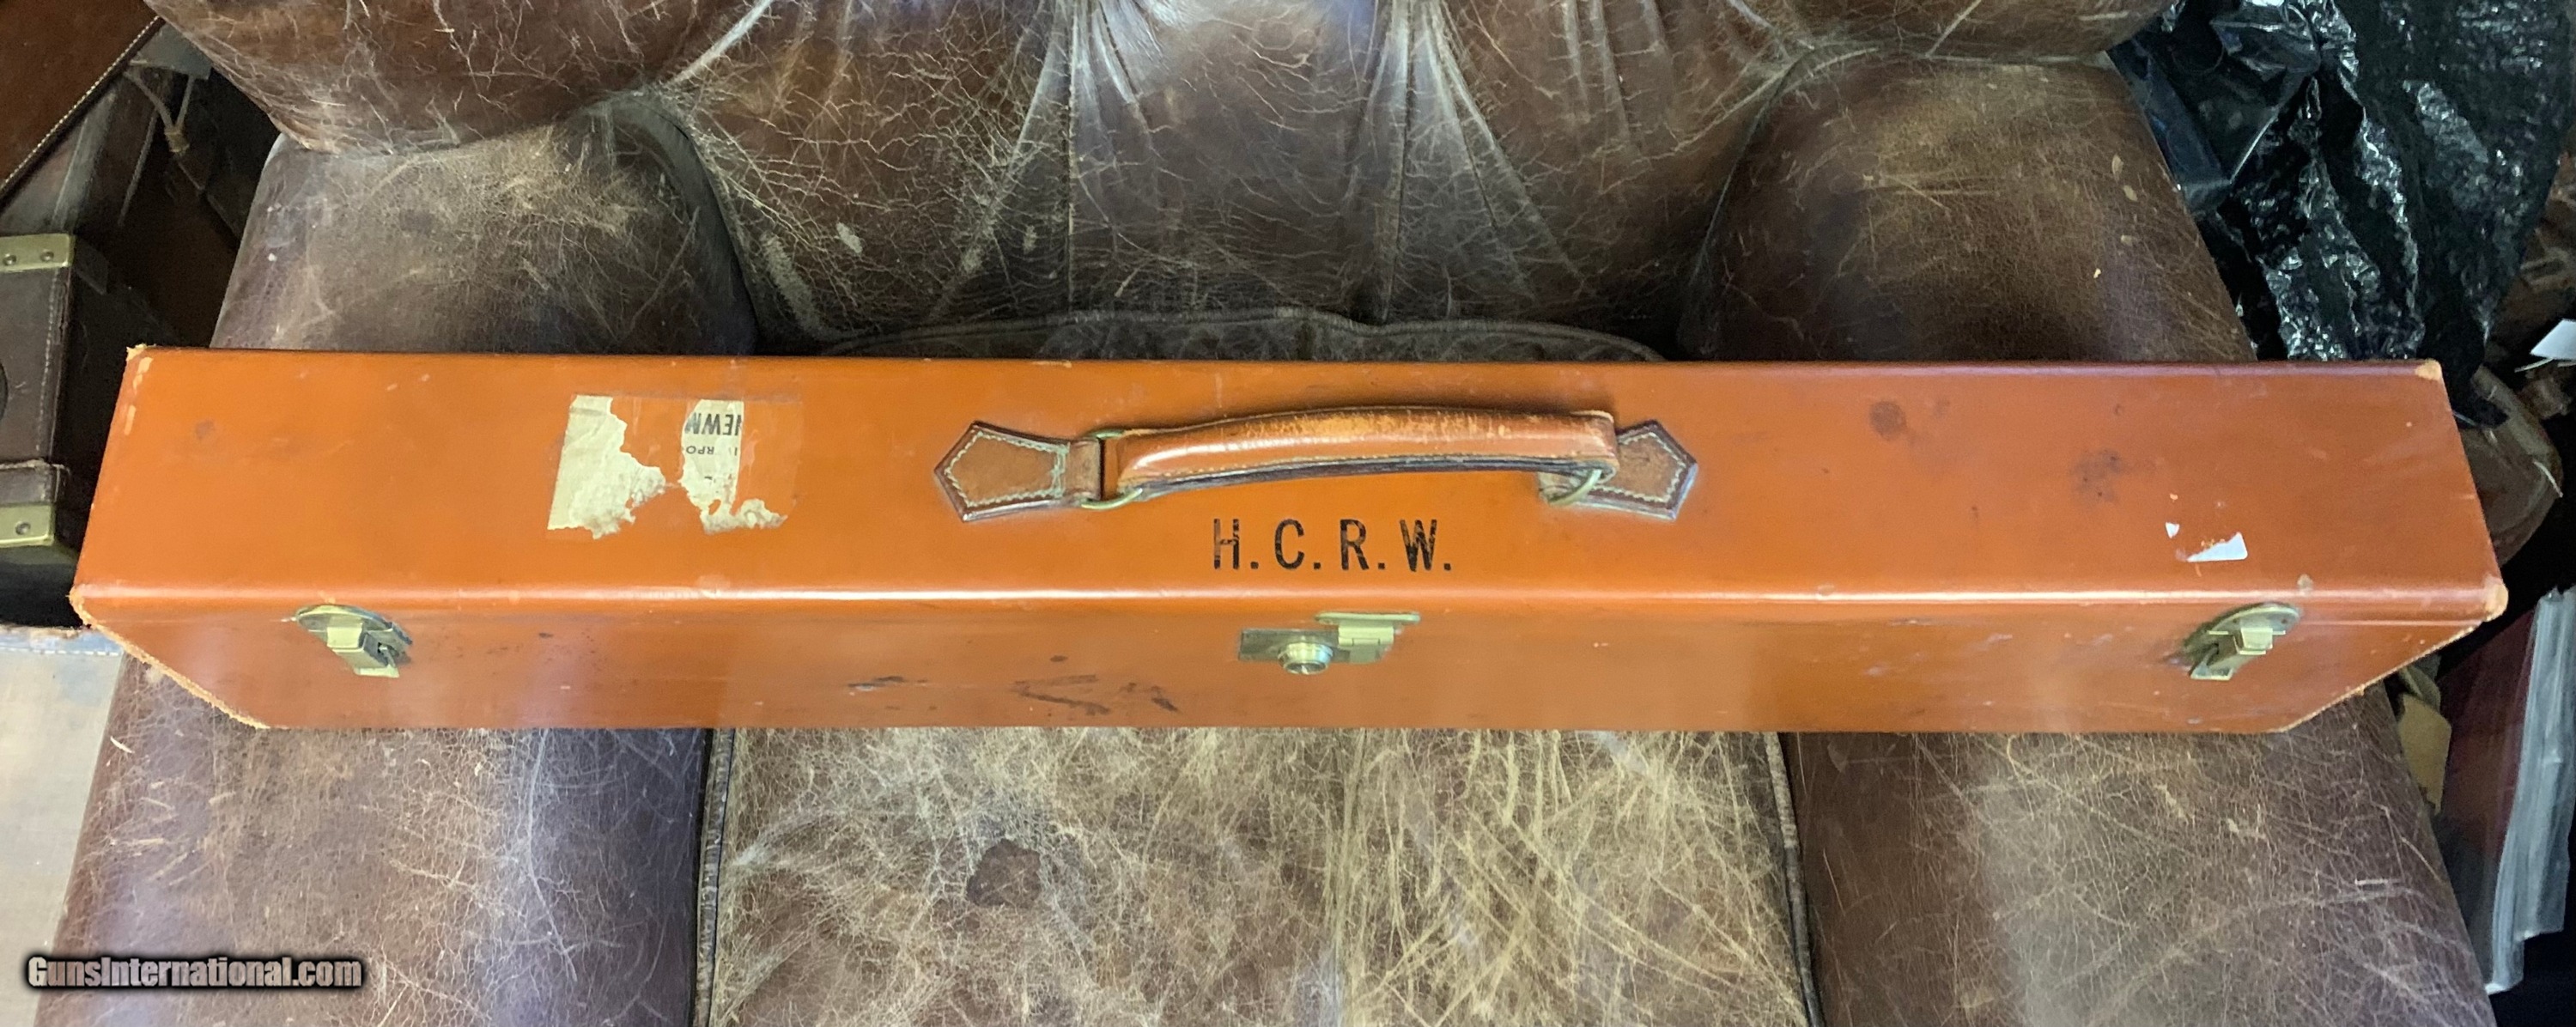 H. C. R. W.
GunsInternational.com